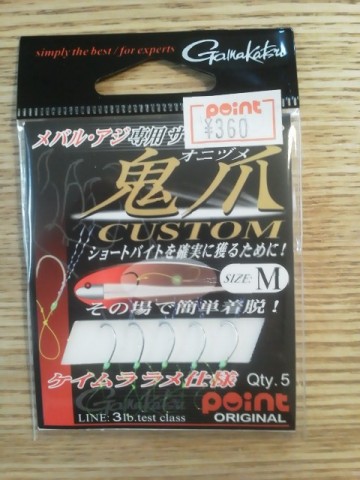 simply the best / for experts
Gamakatsu
point
¥360
メバル・アジ専用サ
オニヅメ
鬼爪
CUSTOM
ショートバイトを確実に獲るために!
SIZE: M
その場で簡単着脱!
ケイムララメ仕様
Qty. 5
Gamakatsu
point
LINE: 3lb.test class
ORIGINAL